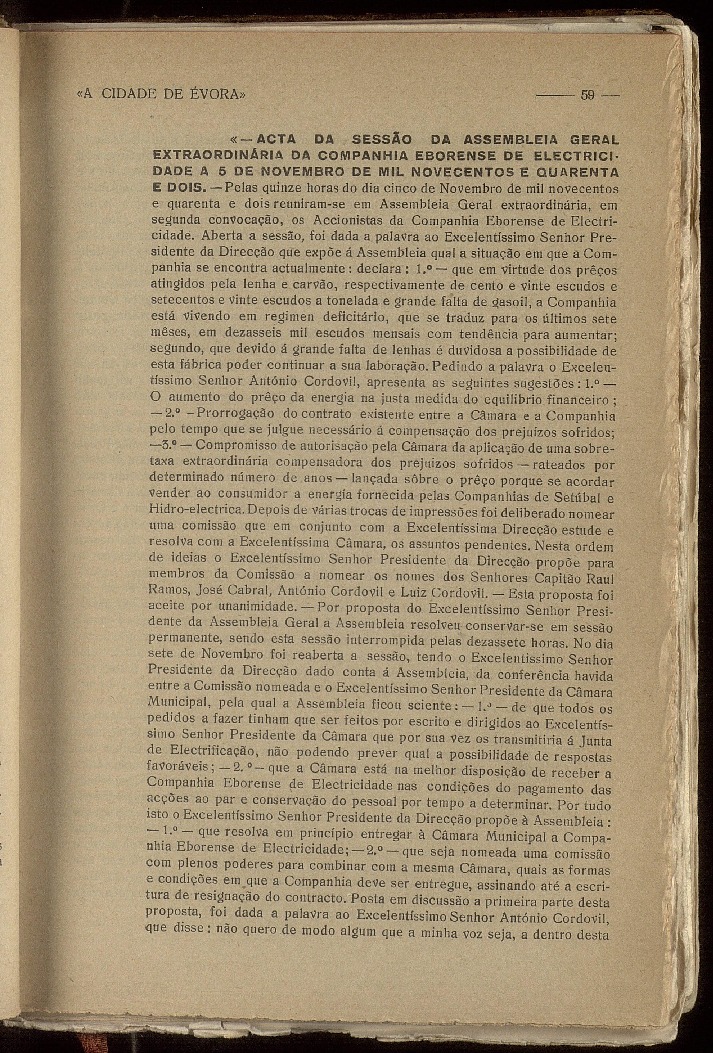 «A CIDADE DE ÉVORA»
59
«—ACTA DA SESSÃO DA ASSEMBLEIA GERAL
EXTRAORDINÁRIA DA COMPANHIA EBORENSE DE ELECTRICI-
DADE A 5 DE NOVEMBRO DE MIL NOVECENTOS E QUARENTA
E DOIS. — Pelas quinze horas do dia cinco de Novembro de mil novecentos
e quarenta e dois reuniram-se em Assembleia Geral extraordinária, em
segunda convocação, os Accionistas da Companhia Eborense de Electri-
cidade. Aberta a sessão, foi dada a palavra ao Excelentíssimo Senhor Pre-
sidente da Direcção que expõe á Assembleia qual a situação em que a Com-
panhia se encontra actualmente: declara: 1.º — que em virtude dos prêços
atingidos pela lenha e carvão, respectivamente de cento e vinte escudos e
setecentos e vinte escudos a tonelada e grande falta de gasoil, a Companhia
está vivendo em regimen deficitário, que se traduz para os últimos sete
mêses, em dezasseis mil escudos mensais com tendência para aumentar;
segundo, que devido á grande falta de lenhas é duvidosa a possibilidade de
esta fábrica poder continuar a sua laboração. Pedindo a palavra o Excelen-
tíssimo Senhor António Cordovil, apresenta as seguintes sugestões: 1.º —
O aumento do prêço da energia na justa medida do equilíbrio financeiro;
— 2.º – Prorrogação do contrato existente entre a Câmara e a Companhia
pelo tempo que se julgue necessário á compensação dos prejuízos sofridos;
—3.º — Compromisso de autorisação pela Câmara da aplicação de uma sobre-
taxa extraordinária compensadora dos prejuízos sofridos — rateados por
determinado número de anos — lançada sôbre o prêço porque se acordar
vender ao consumidor a energia fornecida pelas Companhias de Setúbal e
Hidro-electrica. Depois de várias trocas de impressões foi deliberado nomear
uma comissão que em conjunto com a Excelentíssima Direcção estude e
resolva com a Excelentíssima Câmara, os assuntos pendentes. Nesta ordem
de ideias o Excelentíssimo Senhor Presidente da Direcção propõe para
membros da Comissão a nomear os nomes dos Senhores Capitão Raul
Ramos, José Cabral, António Cordovil e Luiz Cordovil. — Esta proposta foi
aceite por unanimidade. — Por proposta do Excelentíssimo Senhor Presi-
dente da Assembleia Geral a Assembleia resolveu conservar-se em sessão
permanente, sendo esta sessão interrompida pelas dezassete horas. No dia
sete de Novembro foi reaberta a sessão, tendo o Excelentíssimo Senhor
Presidente da Direcção dado conta á Assembleia, da conferência havida
entre a Comissão nomeada e o Excelentíssimo Senhor Presidente da Câmara
Municipal, pela qual a Assembleia ficou sciente: — 1.º — de que todos os
pedidos a fazer tinham que ser feitos por escrito e dirigidos ao Excelentís-
simo Senhor Presidente da Câmara que por sua vez os transmitiria á Junta
de Electrificação, não podendo prever qual a possibilidade de respostas
favoráveis; — 2.º — que a Câmara está na melhor disposição de receber a
Companhia Eborense de Electricidade nas condições do pagamento das
acções ao par e conservação do pessoal por tempo a determinar. Por tudo
isto o Excelentíssimo Senhor Presidente da Direcção propõe à Assembleia:
— 1.º — que resolva em princípio entregar à Câmara Municipal a Compa-
nhia Eborense de Electricidade; — 2.º — que seja nomeada uma comissão
com plenos poderes para combinar com a mesma Câmara, quais as formas
e condições em que a Companhia deve ser entregue, assinando até a escri-
tura de resignação do contracto. Posta em discussão a primeira parte desta
proposta, foi dada a palavra ao Excelentíssimo Senhor António Cordovil,
que disse: não quero de modo algum que a minha voz seja, a dentro desta